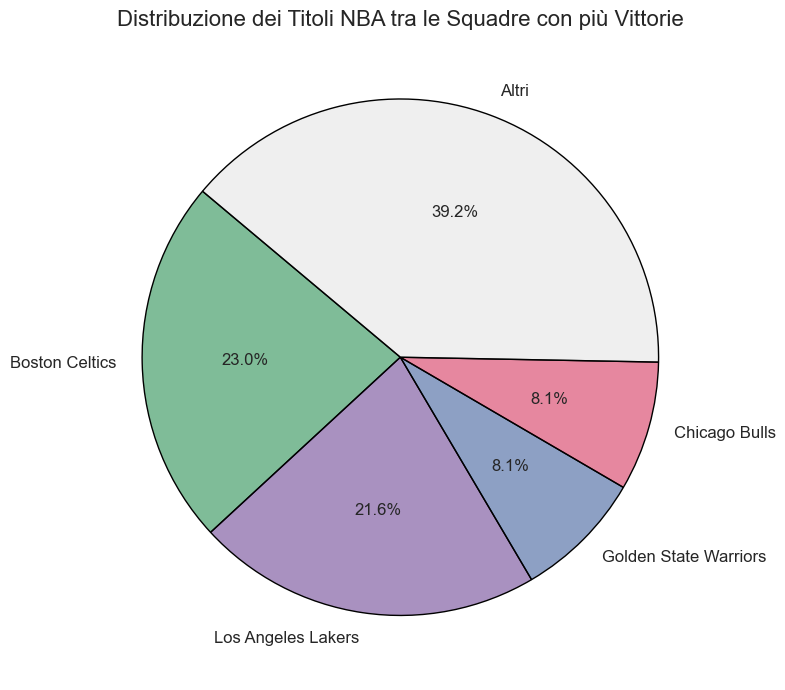 Distribuzione dei Titoli NBA tra le Squadre con più Vittorie
Altri
39.2%
Boston Celtics
23.0%
8.1%
Chicago Bulls
8.1%
Golden State Warriors
21.6%
Los Angeles Lakers